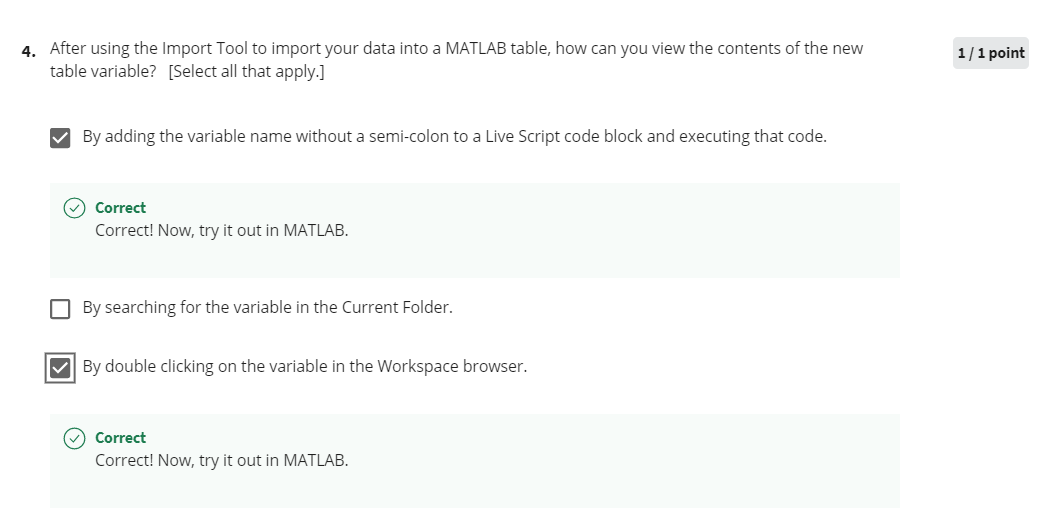 4. After using the Import Tool to import your data into a MATLAB table, how can you view the contents of the new
1 / 1 point
table variable? [Select all that apply.]
By adding the variable name without a semi-colon to a Live Script code block and executing that code.
Correct
Correct! Now, try it out in MATLAB.
By searching for the variable in the Current Folder.
By double clicking on the variable in the Workspace browser.
Correct
Correct! Now, try it out in MATLAB.